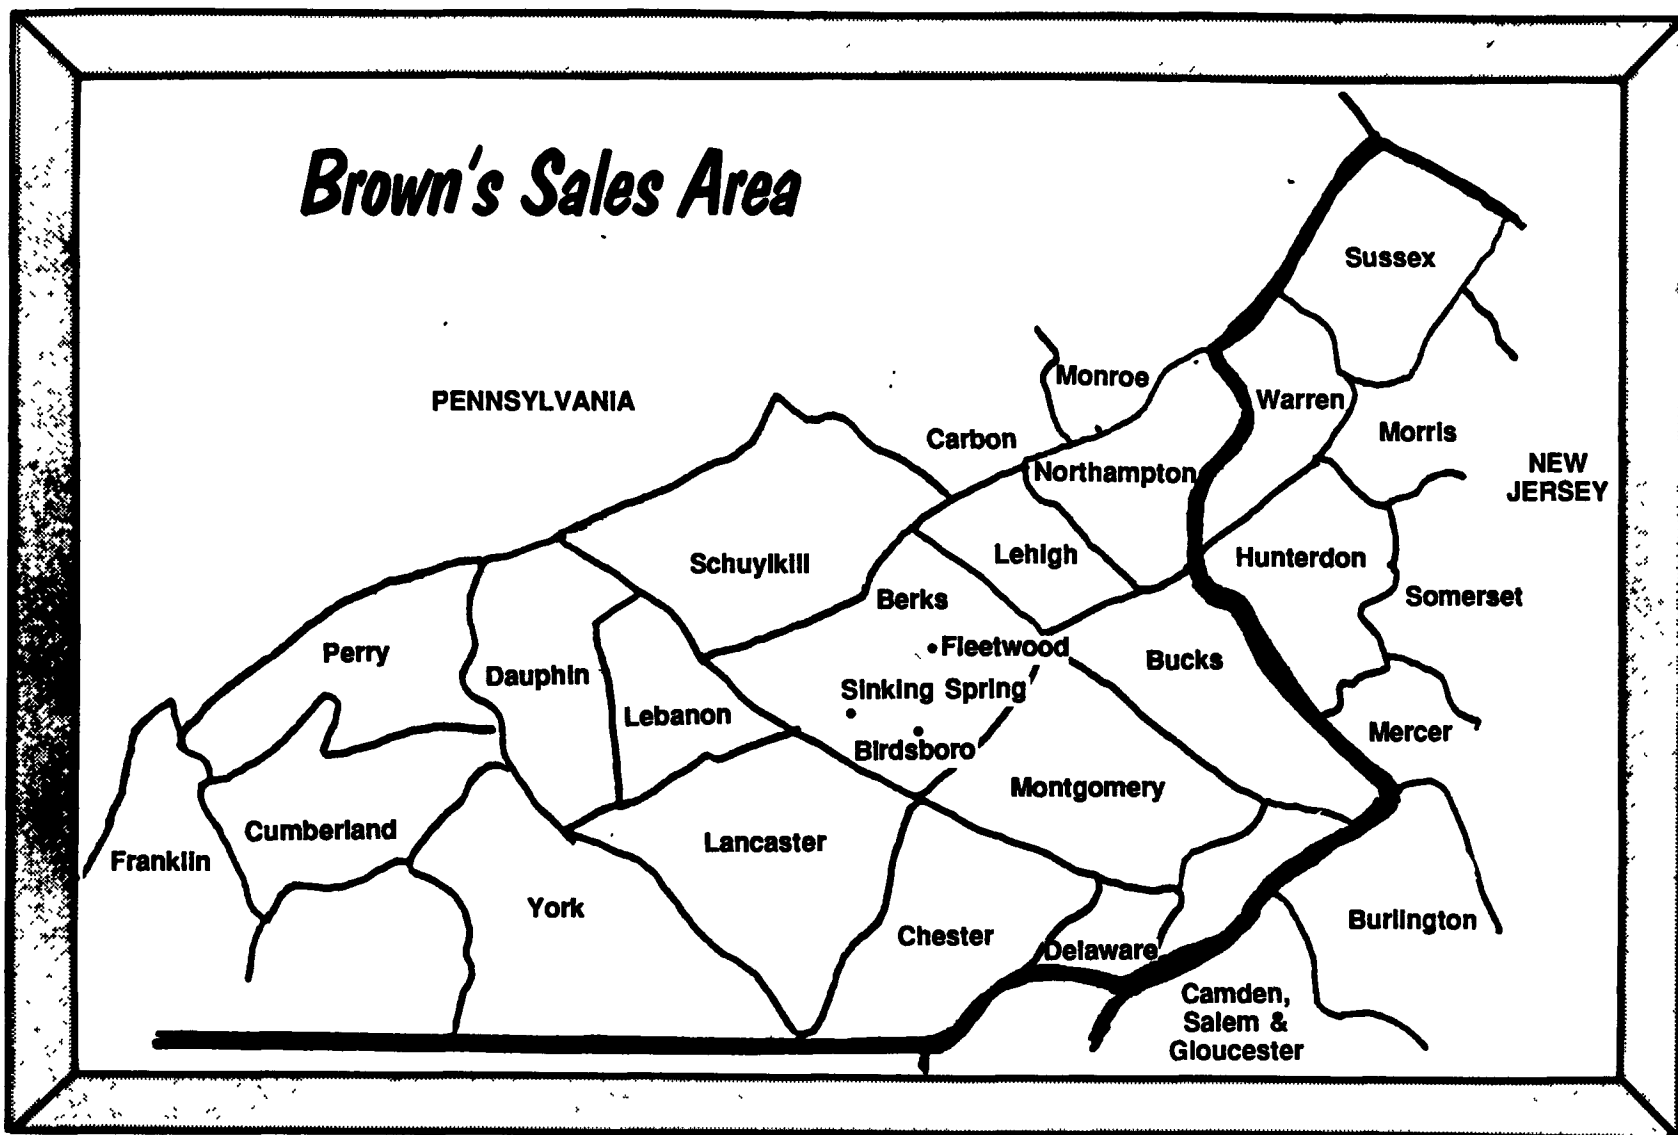 Brown's Sales Area
Sussex
Monroe
Warren
PENNSYLVANIA
Carbon
Morris
Northampton
NEW
JERSEY
Schuylkill
Lehigh
Hunterdon
Berks
Somerset
Perry
Fleetwood
Dauphin
Bucks
Sinking Spring
Lebanon
Mercer
Birdsboro
Montgomery
Cumberland
Lancaster
Franklin
York
Chester
Burlington
Delaware
Camden,
Salem &
Gloucester